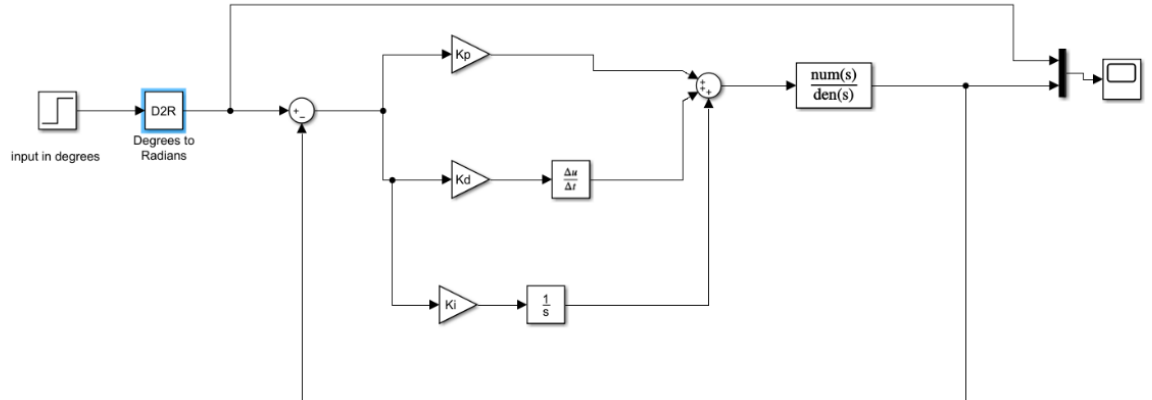 Kp
num(s)
den(s)
D2R
input in degrees
Degrees to
Radians
+
−
+
+
+
Kd
Δu
Δt
Ki
1
s